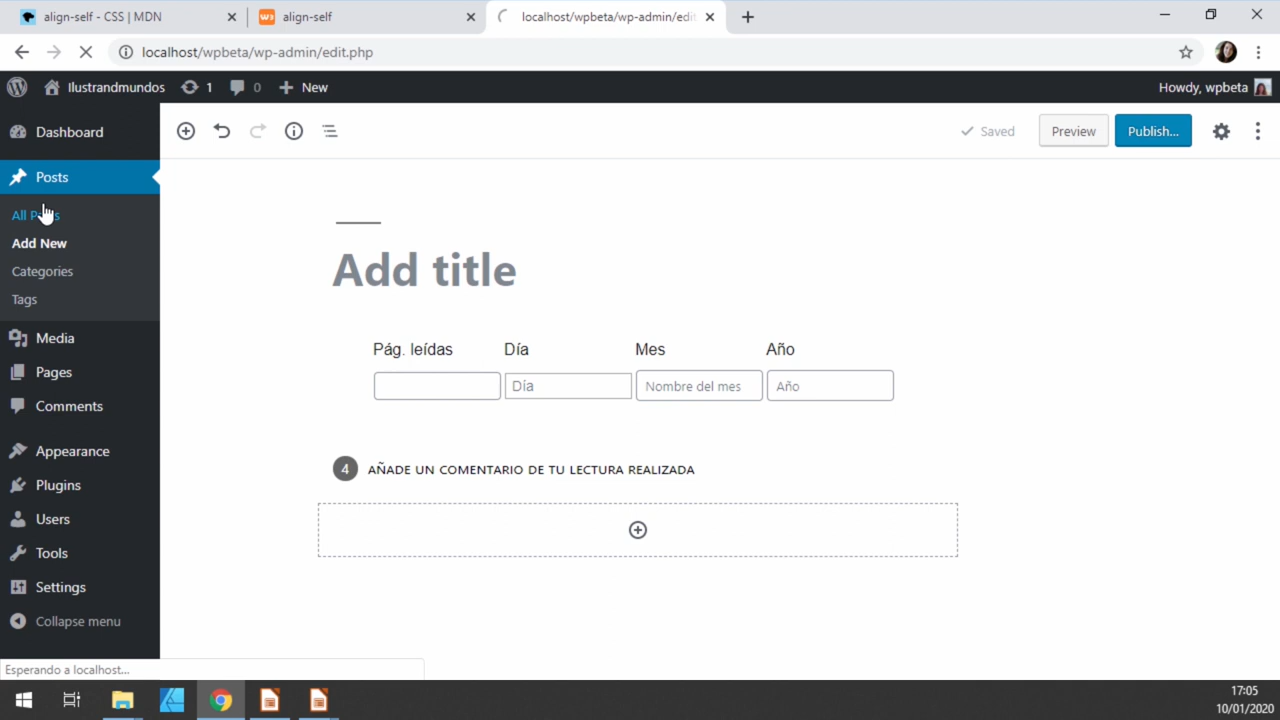 align-self - CSS | MDN
align-self
localhost/wpbeta/wp-admin/edit
localhost/wpbeta/wp-admin/edit.php
Ilustrandmundos
1
0
New
Howdy, wpbeta
Dashboard
Posts
All Posts
Add New
Categories
Tags
Media
Pages
Comments
Appearance
Plugins
Users
Tools
Settings
Collapse menu
Saved
Preview
Publish...
Add title
Pág. leídas Día Mes Año
Día Nombre del mes Año
4 AÑADE UN COMENTARIO DE TU LECTURA REALIZADA
Esperando a localhost...
17:05
10/01/2020